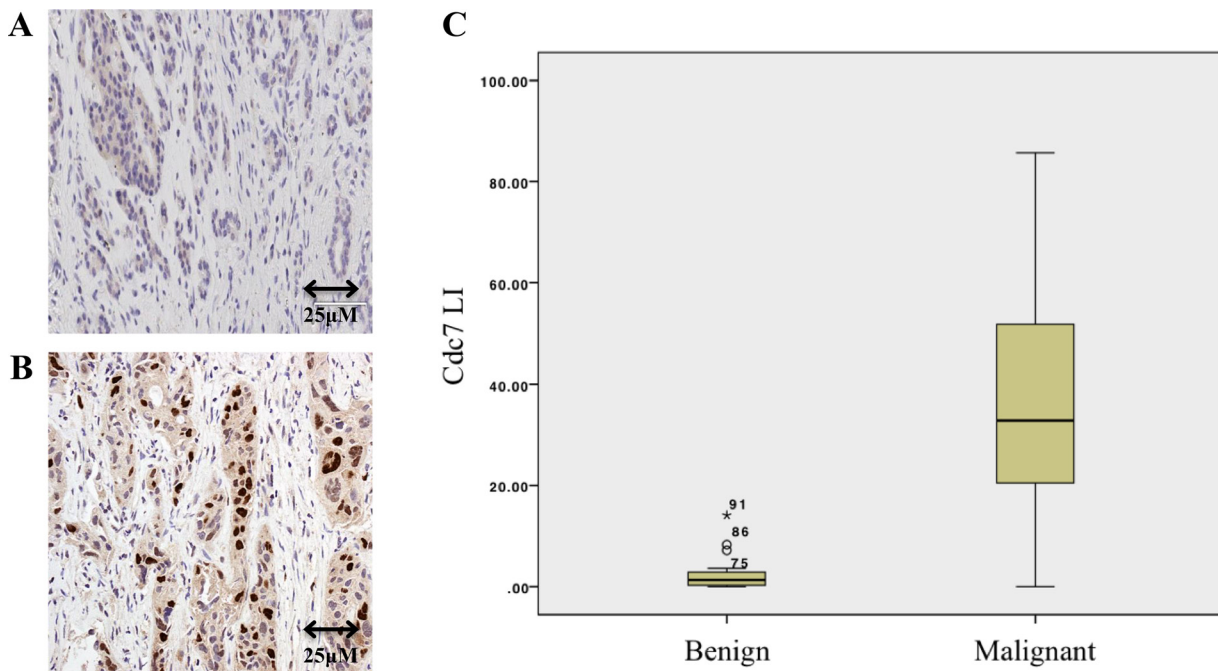 A
25μM
B
25μM
C
Cdc7 LI
100.00
80.00
60.00
40.00
20.00
.00
91
86
75
Benign
Malignant